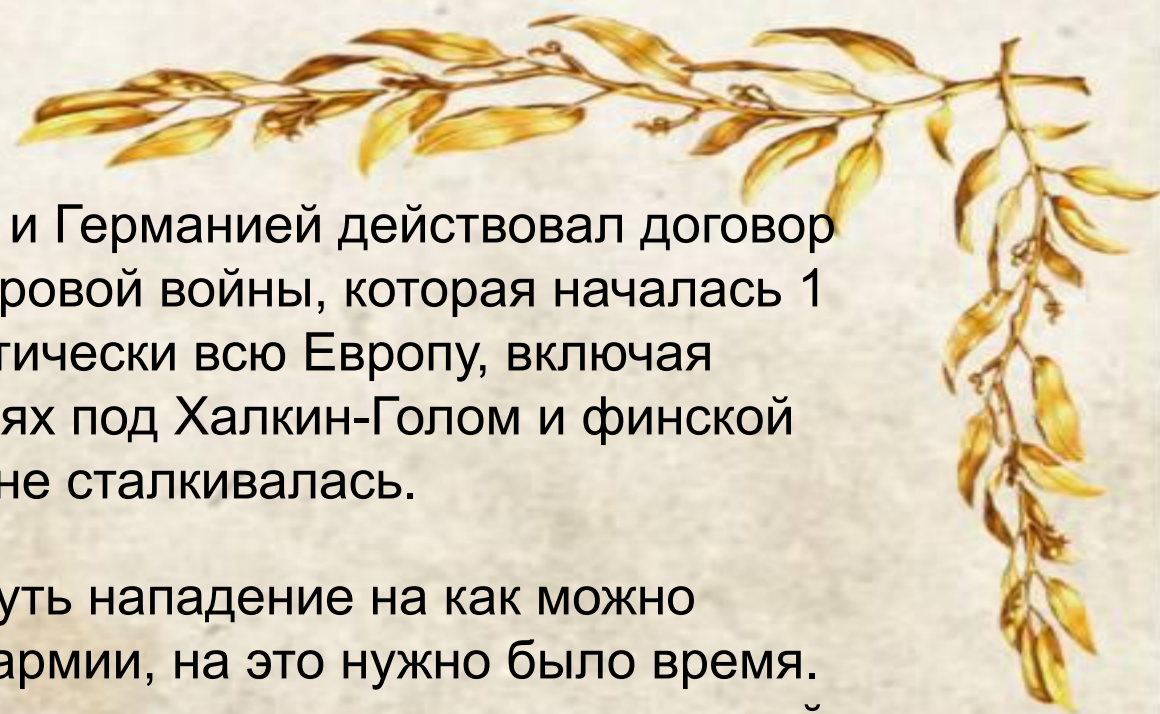 и Германией действовал договор
ровой войны, которая началась 1
тически всю Европу, включая
ях под Халкин-Голом и финской
не сталкивалась.
уть нападение на как можно
армии, на это нужно было время.